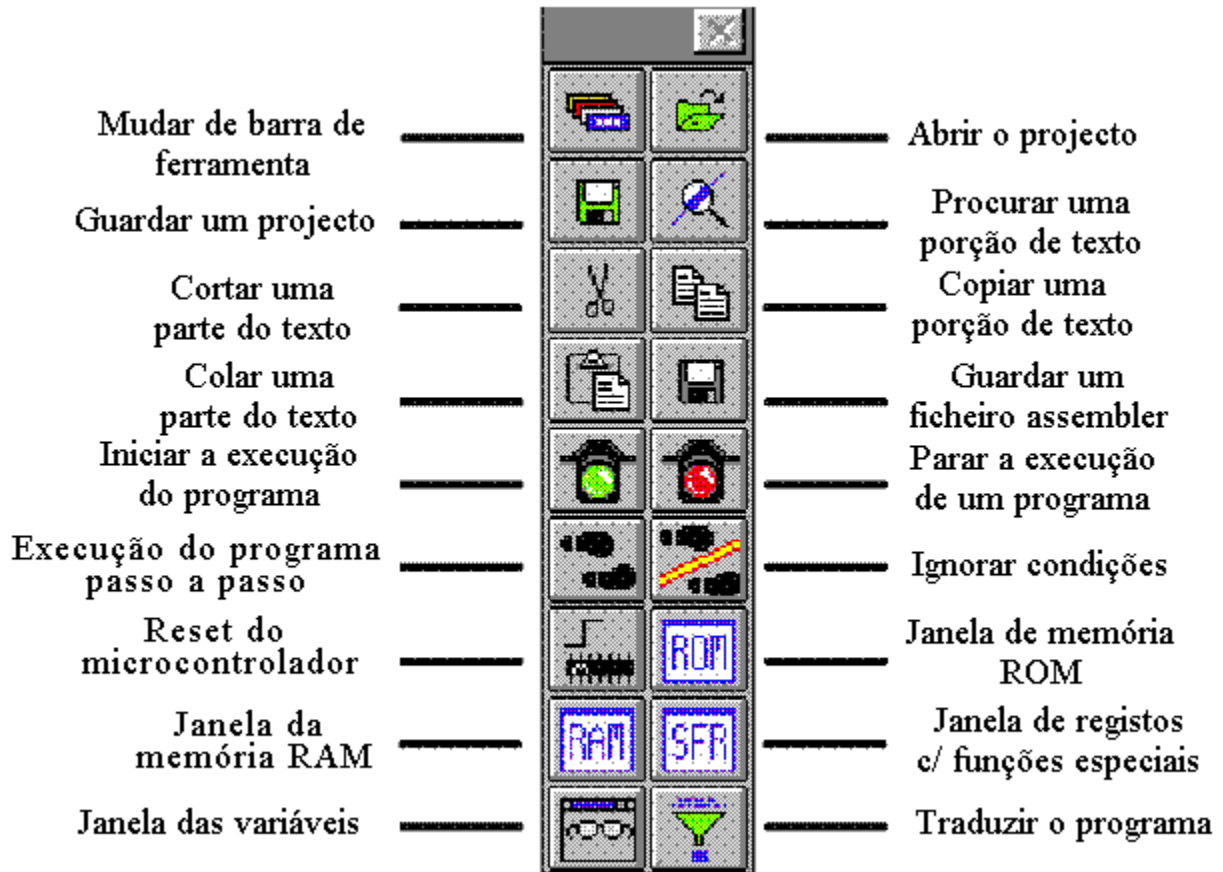 Mudar de barra de
ferramenta
Abrir o projecto
Guardar um projecto
Procurar uma
porção de texto
Cortar uma
parte do texto
Copiar uma
porção de texto
Colar uma
parte do texto
Guardar um
ficheiro assembler
Iniciar a execução
do programa
Parar a execução
de um programa
Execução do programa
passo a passo
Ignorar condições
Reset do
microcontrolador
ROM
Janela de memória
ROM
Janela da
memória RAM
RAM
SFR
Janela de registos
c/ funções especiais
Janela das variáveis
Traduzir o programa